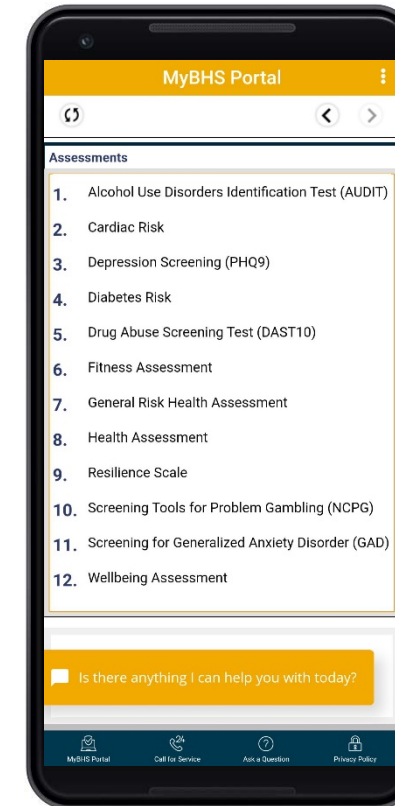 MyBHS Portal
Assessments
1. Alcohol Use Disorders Identification Test (AUDIT)
2. Cardiac Risk
3. Depression Screening (PHQ9)
4. Diabetes Risk
5. Drug Abuse Screening Test (DAST10)
6. Fitness Assessment
7. General Risk Health Assessment
8. Health Assessment
9. Resilience Scale
10. Screening Tools for Problem Gambling (NCPG)
11. Screening for Generalized Anxiety Disorder (GAD)
12. Wellbeing Assessment
Is there anything I can help you with today?
24
MyBHS Portal Call for Service Ask a Question Privacy Policy